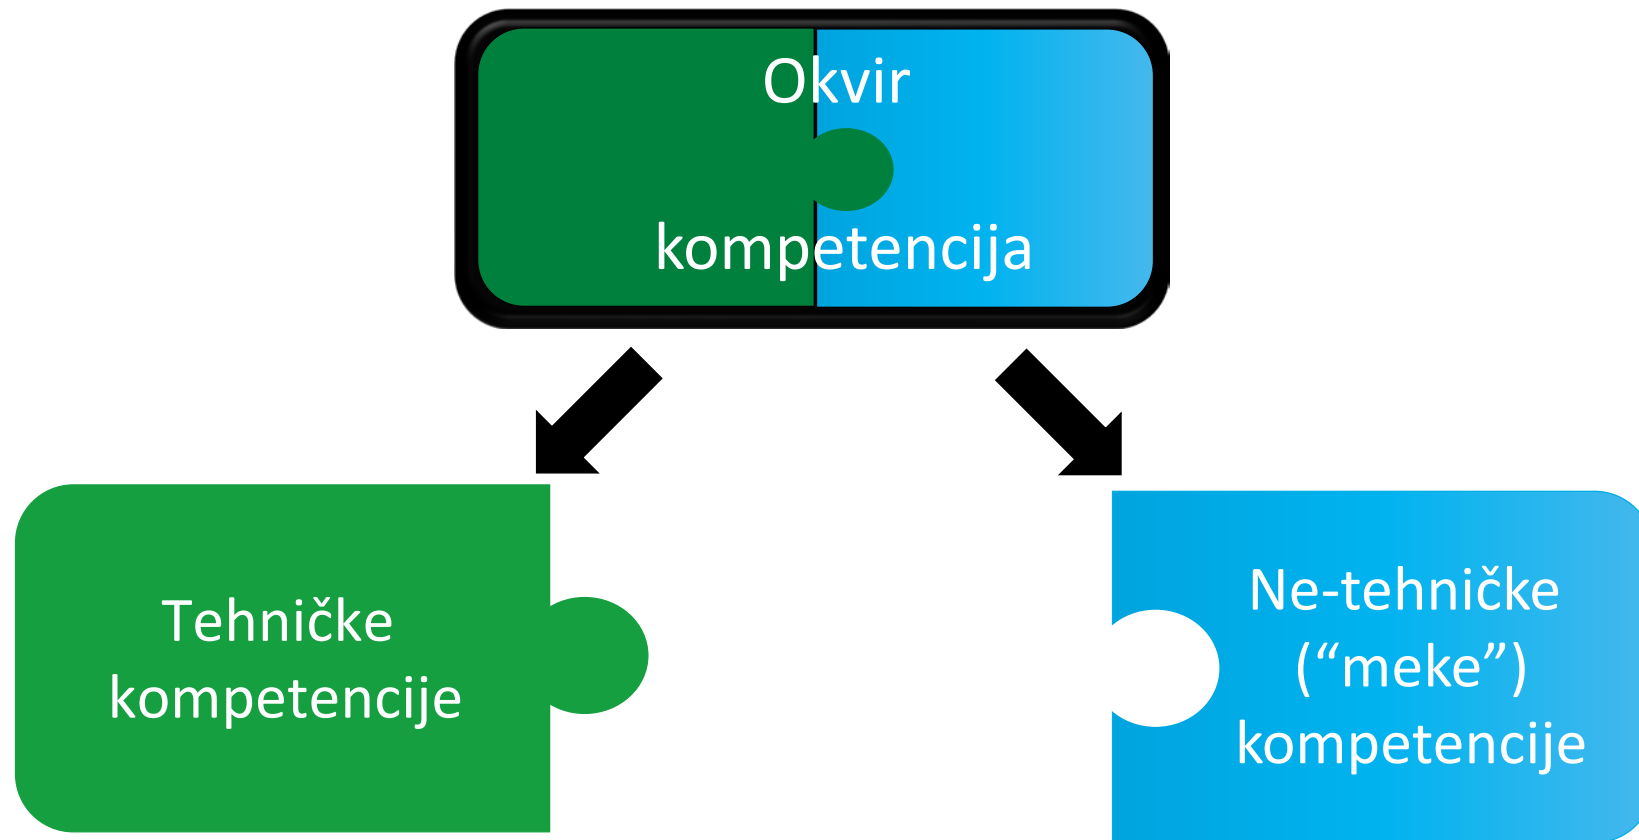 Okvir
kompetencija
Tehničke
kompetencije
Ne-tehničke
(“meke”)
kompetencije